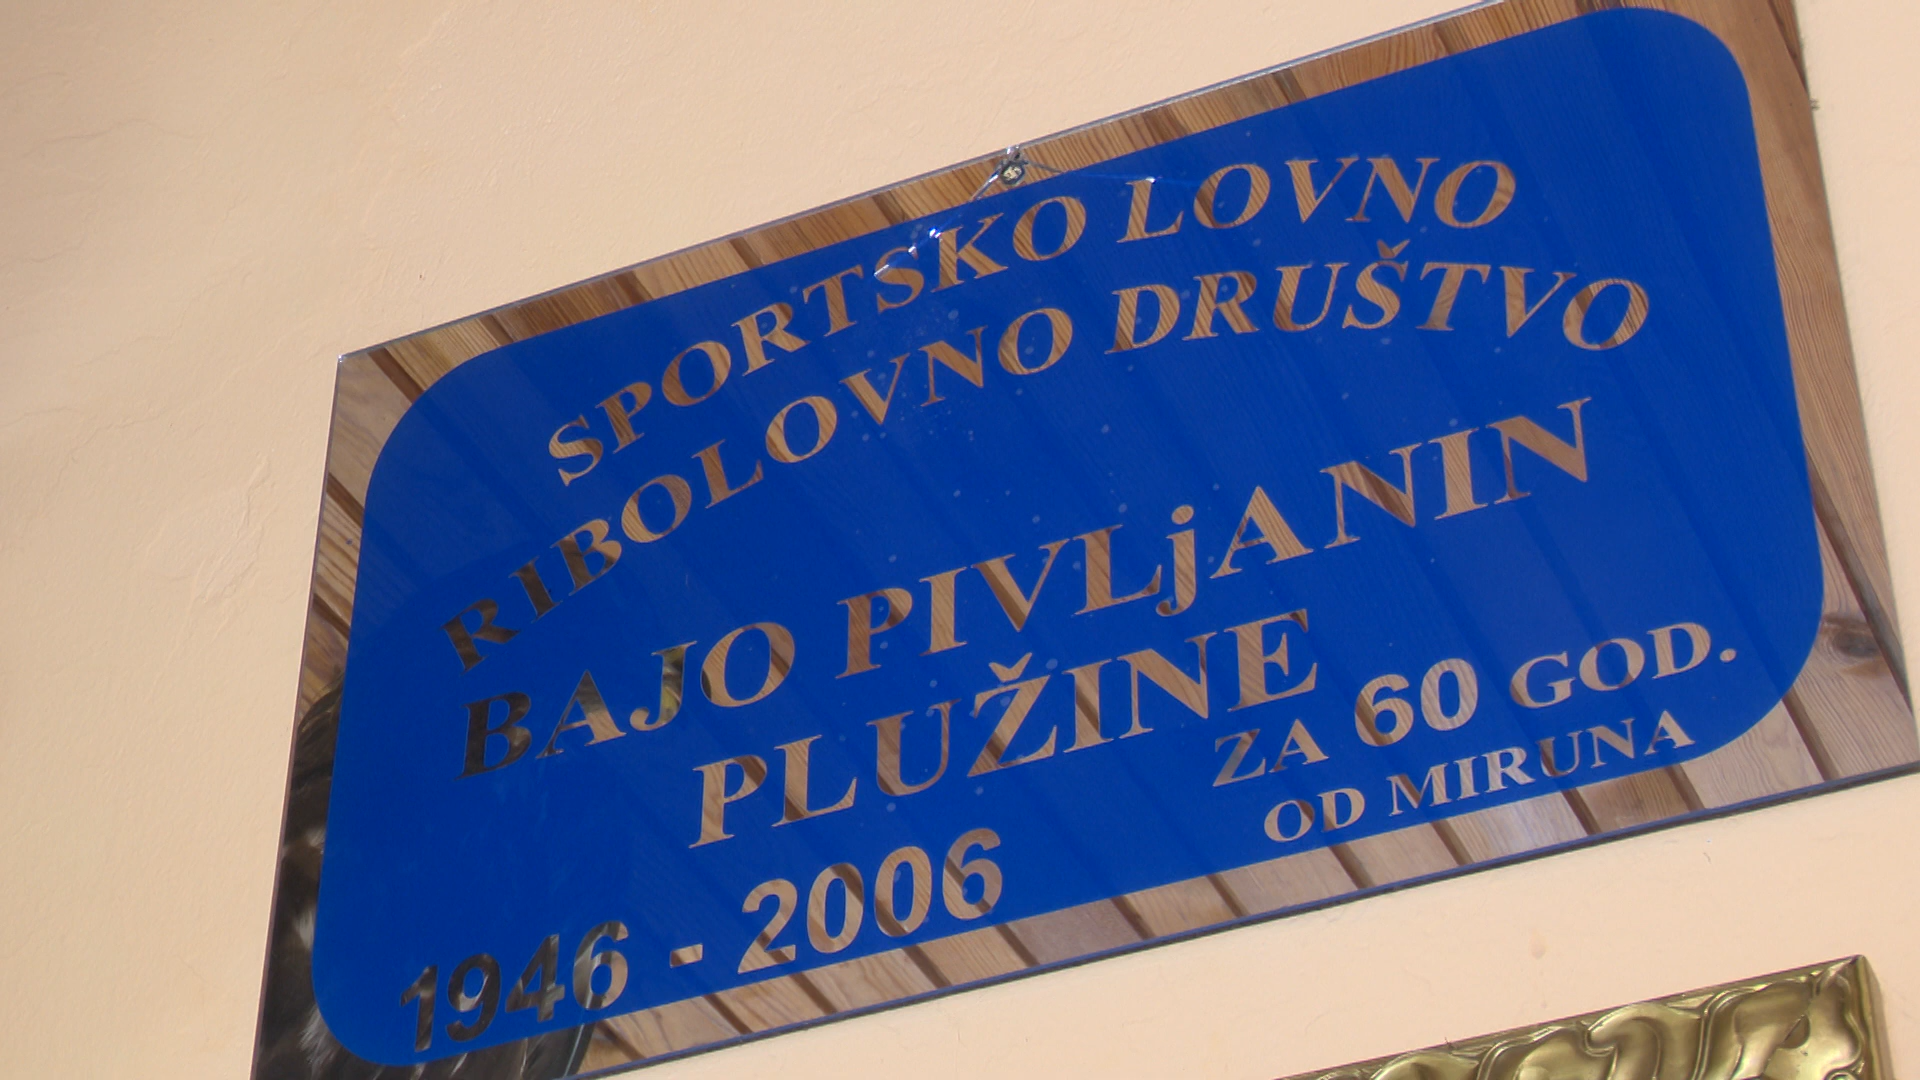 SPORTSKO LOVNO
RIBOLOVNO DRUŠTVO
BAJO PIVLjANIN
PLUŽINE
ZA 60 GOD.
OD MIRUNA
1946 - 2006